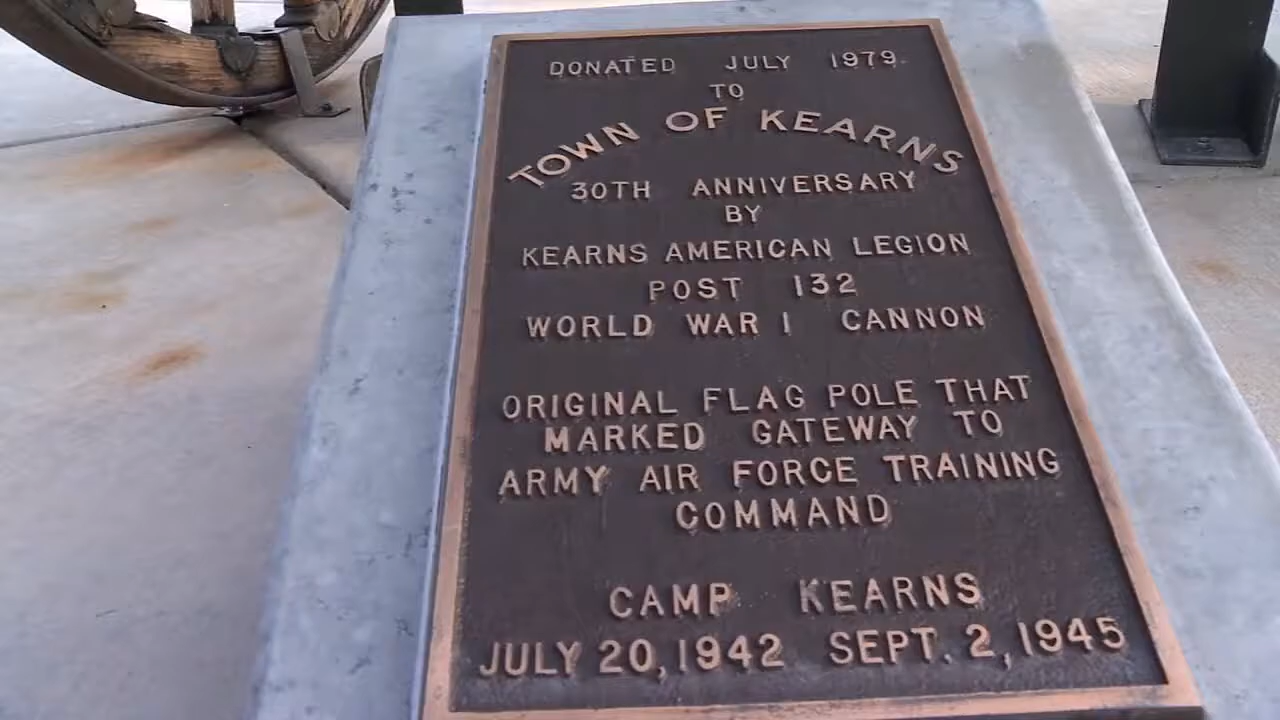 DONATED JULY 1979
TO
TOWN OF KEARNS
30TH ANNIVERSARY
BY
KEARNS AMERICAN LEGION
POST 132
WORLD WAR I CANNON
ORIGINAL FLAG POLE THAT
MARKED GATEWAY TO
ARMY AIR FORCE TRAINING
COMMAND
CAMP KEARNS
JULY 20, 1942 SEPT. 2, 1945